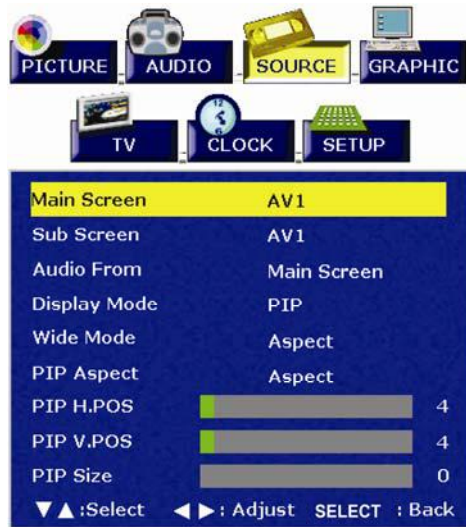 PICTURE AUDIO SOURCE GRAPHIC
12
TV CLOCK SETUP
Main Screen AV1
Sub Screen AV1
Audio From Main Screen
Display Mode PIP
Wide Mode Aspect
PIP Aspect Aspect
PIP H.POS 4
PIP V.POS 4
PIP Size 0
▼▲:Select ◀▶: Adjust SELECT : Back